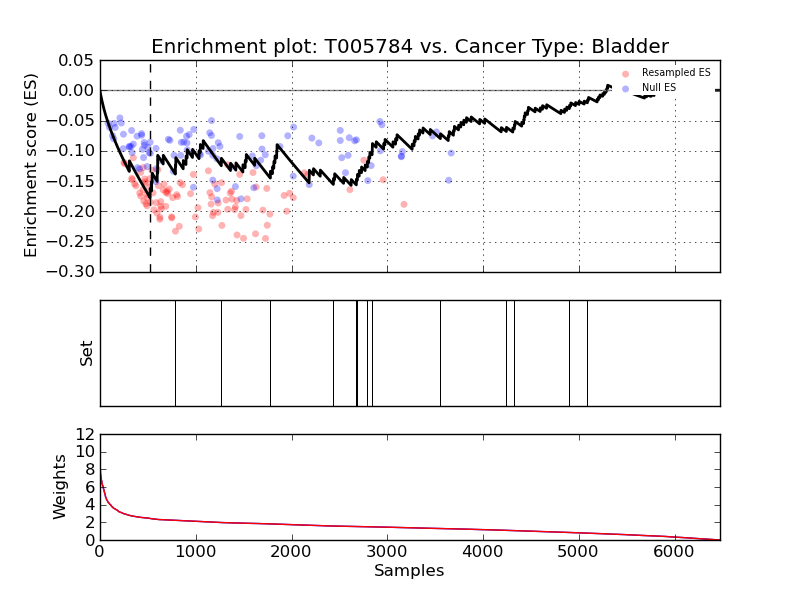 Enrichment plot: T005784 vs. Cancer Type: Bladder
Enrichment score (ES)
0.05
0.00
−0.05
−0.10
−0.15
−0.20
−0.25
−0.30
Resampled ES
Null ES
Set
Weights
12
10
8
6
4
2
0
0 1000 2000 3000 4000 5000 6000
Samples